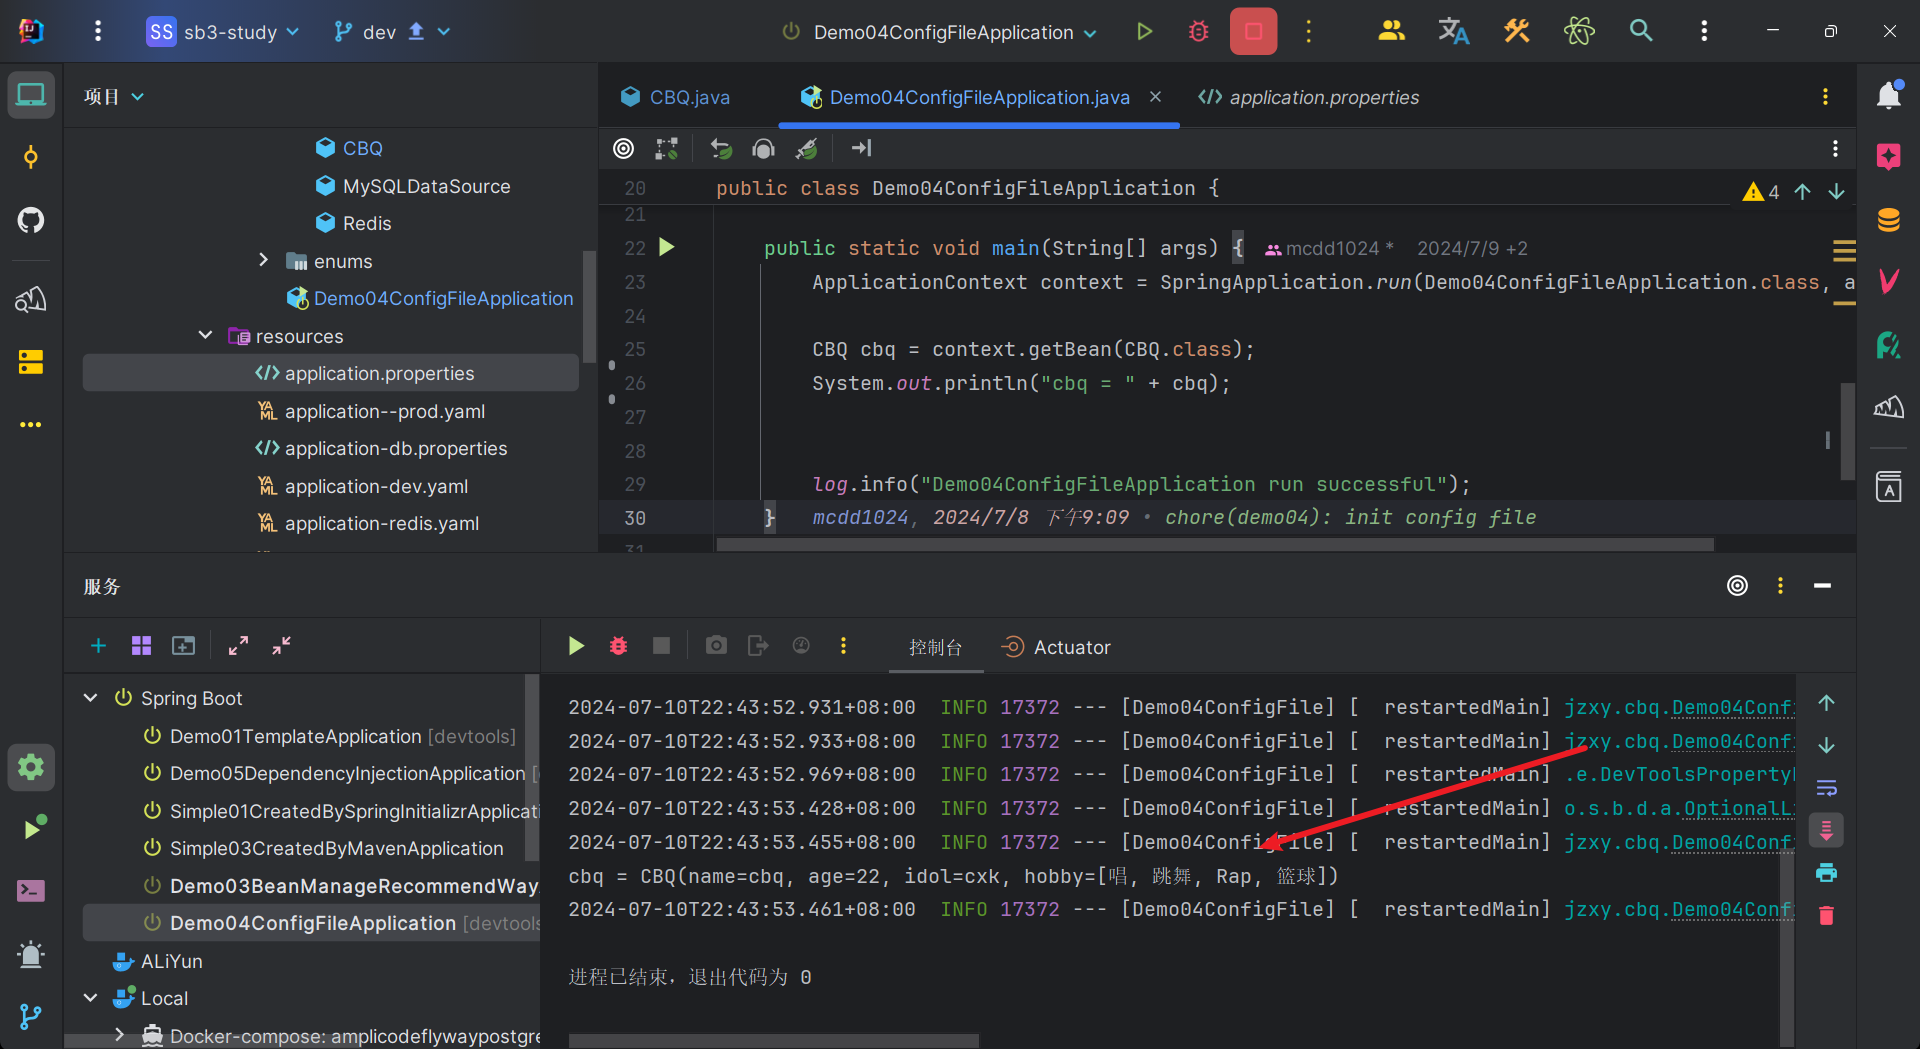 SS sb3-study dev Demo04ConfigFileApplication
项目
CBQ
MySQLDataSource
Redis
enums
Demo04ConfigFileApplication
resources
application.properties
application--prod.yaml
application-db.properties
application-dev.yaml
application-redis.yaml
CBQ.java Demo04ConfigFileApplication.java application.properties
20 public class Demo04ConfigFileApplication {
4
21
22 public static void main(String[] args) { mcdd1024 * 2024/7/9 +2
23 ApplicationContext context = SpringApplication.run(Demo04ConfigFileApplication.class, a
24
25 CBQ cbq = context.getBean(CBQ.class);
26 System.out.println("cbq = " + cbq);
27
28
29 log.info("Demo04ConfigFileApplication run successful");
30 } mcdd1024, 2024/7/8 下午9:09 · chore(demo04): init config file
31
服务
控制台 Actuator
Spring Boot
Demo01TemplateApplication [devtools]
Demo05DependencyInjectionApplication [
Simple01CreatedBySpringInitializrApplicati
Simple03CreatedByMavenApplication
Demo03BeanManageRecommendWay
Demo04ConfigFileApplication [devtools
ALiYun
Local
Docker-compose: amplicodeflywaypostgre
2024-07-10T22:43:52.931+08:00 INFO 17372 --- [Demo04ConfigFile] [ restartedMain] jzxy.cbq.Demo04Confi
2024-07-10T22:43:52.933+08:00 INFO 17372 --- [Demo04ConfigFile] [ restartedMain] jzxy.cbq.Demo04Confi
2024-07-10T22:43:52.969+08:00 INFO 17372 --- [Demo04ConfigFile] [ restartedMain] .e.DevToolsPropertyD
2024-07-10T22:43:53.428+08:00 INFO 17372 --- [Demo04ConfigFile] [ restartedMain] o.s.b.d.a.OptionalLi
2024-07-10T22:43:53.455+08:00 INFO 17372 --- [Demo04ConfigFile] [ restartedMain] jzxy.cbq.Demo04Confi
cbq = CBQ(name=cbq, age=22, idol=cxk, hobby=[唱, 跳舞, Rap, 篮球])
2024-07-10T22:43:53.461+08:00 INFO 17372 --- [Demo04ConfigFile] [ restartedMain] jzxy.cbq.Demo04Confi
进程已结束，退出代码为 0